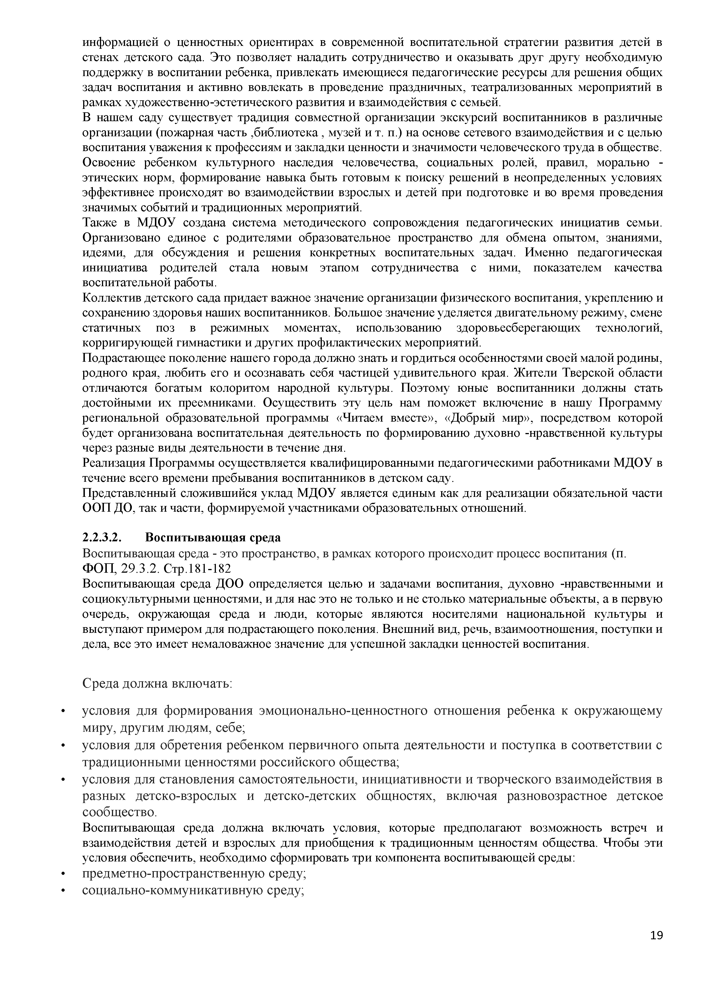 информацией о ценностных ориентирах в современной воспитательной стратегии развития детей в
стенах детского сада. Это позволяет наладить сотрудничество и оказывать друг другу необходимую
поддержку в воспитании ребенка, привлекать имеющиеся педагогические ресурсы для решения общих
задач воспитания и активно вовлекать в проведение праздничных, театрализованных мероприятий в
рамках художественно-эстетического развития и взаимодействия с семьей.
В нашем саду существует традиция совместной организации экскурсий воспитанников в различные
организации (пожарная часть ,библиотека , музей и т. п.) на основе сетевого взаимодействия и с целью
воспитания уважения к профессиям и закладки ценности и значимости человеческого труда в обществе.
Освоение ребенком культурного наследия человечества, социальных ролей, правил, морально -
этических норм, формирование навыка быть готовым к поиску решений в неопределенных условиях
эффективнее происходят во взаимодействии взрослых и детей при подготовке и во время проведения
значимых событий и традиционных мероприятий.
Также в МДОУ создана система методического сопровождения педагогических инициатив семьи.
Организовано единое с родителями образовательное пространство для обмена опытом, знаниями,
идеями, для обсуждения и решения конкретных воспитательных задач. Именно педагогическая
инициатива родителей стала новым этапом сотрудничества с ними, показателем качества
воспитательной работы.
Коллектив детского сада придает важное значение организации физического воспитания, укреплению и
сохранению здоровья наших воспитанников. Большое значение уделяется двигательному режиму, смене
статичных поз в режимных моментах, использованию здоровьесберегающих технологий,
корригирующей гимнастики и других профилактических мероприятий.
Подрастающее поколение нашего города должно знать и гордиться особенностями своей малой родины,
родного края, любить его и осознавать себя частицей удивительного края. Жители Тверской области
отличаются богатым колоритом народной культуры. Поэтому юные воспитанники должны стать
достойными их преемниками. Осуществить эту цель нам поможет включение в нашу Программу
региональной образовательной программы «Читаем вместе», «Добрый мир», посредством которой
будет организована воспитательная деятельность по формированию духовно -нравственной культуры
через разные виды деятельности в течение дня.
Реализация Программы осуществляется квалифицированными педагогическими работниками МДОУ в
течение всего времени пребывания воспитанников в детском саду.
Представленный сложившийся уклад МДОУ является единым как для реализации обязательной части
ООП ДО, так и части, формируемой участниками образовательных отношений.
2.2.3.2. Воспитывающая среда
Воспитывающая среда - это пространство, в рамках которого происходит процесс воспитания (п.
ФОП, 29.3.2. Стр.181-182
Воспитывающая среда ДОО определяется целью и задачами воспитания, духовно -нравственными и
социокультурными ценностями, и для нас это не только и не столько материальные объекты, а в первую
очередь, окружающая среда и люди, которые являются носителями национальной культуры и
выступают примером для подрастающего поколения. Внешний вид, речь, взаимоотношения, поступки и
дела, все это имеет немаловажное значение для успешной закладки ценностей воспитания.
Среда должна включать:
• условия для формирования эмоционально-ценностного отношения ребенка к окружающему
миру, другим людям, себе;
• условия для обретения ребенком первичного опыта деятельности и поступка в соответствии с
традиционными ценностями российского общества;
• условия для становления самостоятельности, инициативности и творческого взаимодействия в
разных детско-взрослых и детско-детских общностях, включая разновозрастное детское
сообщество.
Воспитывающая среда должна включать условия, которые предполагают возможность встреч и
взаимодействия детей и взрослых для приобщения к традиционным ценностям общества. Чтобы эти
условия обеспечить, необходимо сформировать три компонента воспитывающей среды:
• предметно-пространственную среду;
• социально-коммуникативную среду;
19